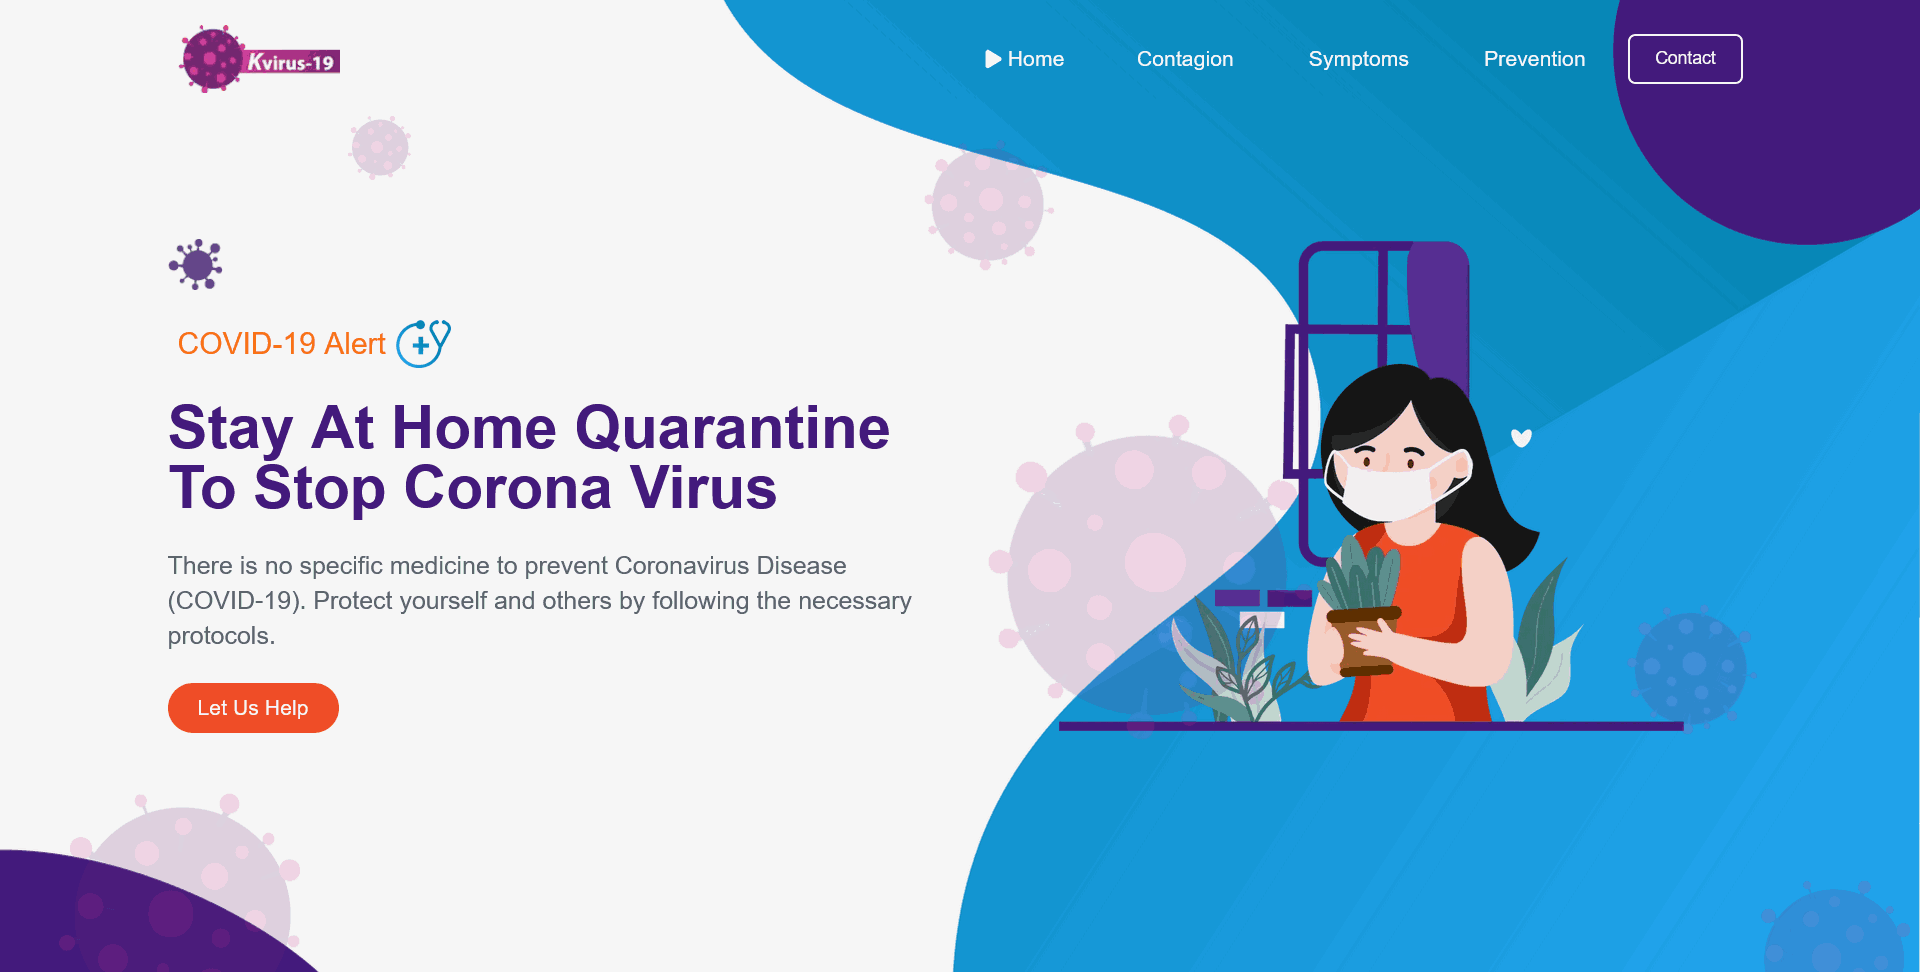 Kvirus-19
Home
Contagion
Symptoms
Prevention
Contact
COVID-19 Alert
Stay At Home Quarantine
To Stop Corona Virus
There is no specific medicine to prevent Coronavirus Disease
(COVID-19). Protect yourself and others by following the necessary
protocols.
Let Us Help